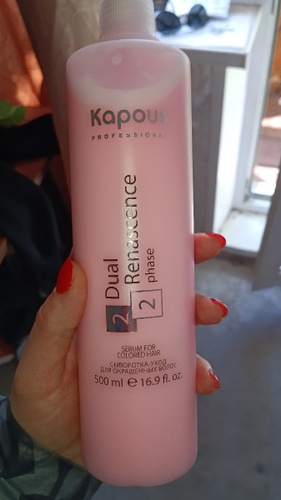 Kapous
PROFESSIONAL
Dual
Renascence
2
2
phase
SERUM FOR
COLORED HAIR
СЫВОРОТКА-УХОД
ДЛЯ ОКРАШЕННЫХ ВОЛОС
500 ml ℮ 16.9 fl. oz.